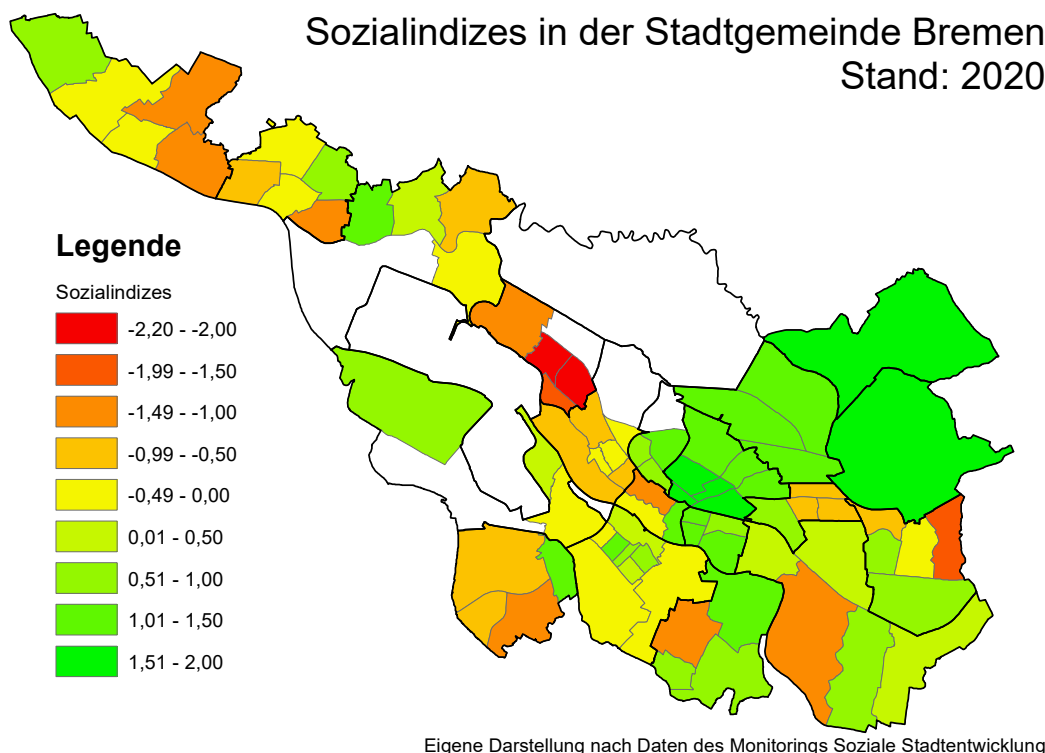 Sozialindizes in der Stadtgemeinde Bremen
Stand: 2020
Legende
Sozialindizes
-2,20 - -2,00
-1,99 - -1,50
-1,49 - -1,00
-0,99 - -0,50
-0,49 - 0,00
0,01 - 0,50
0,51 - 1,00
1,01 - 1,50
1,51 - 2,00
Eigene Darstellung nach Daten des Monitorings Soziale Stadtentwicklung